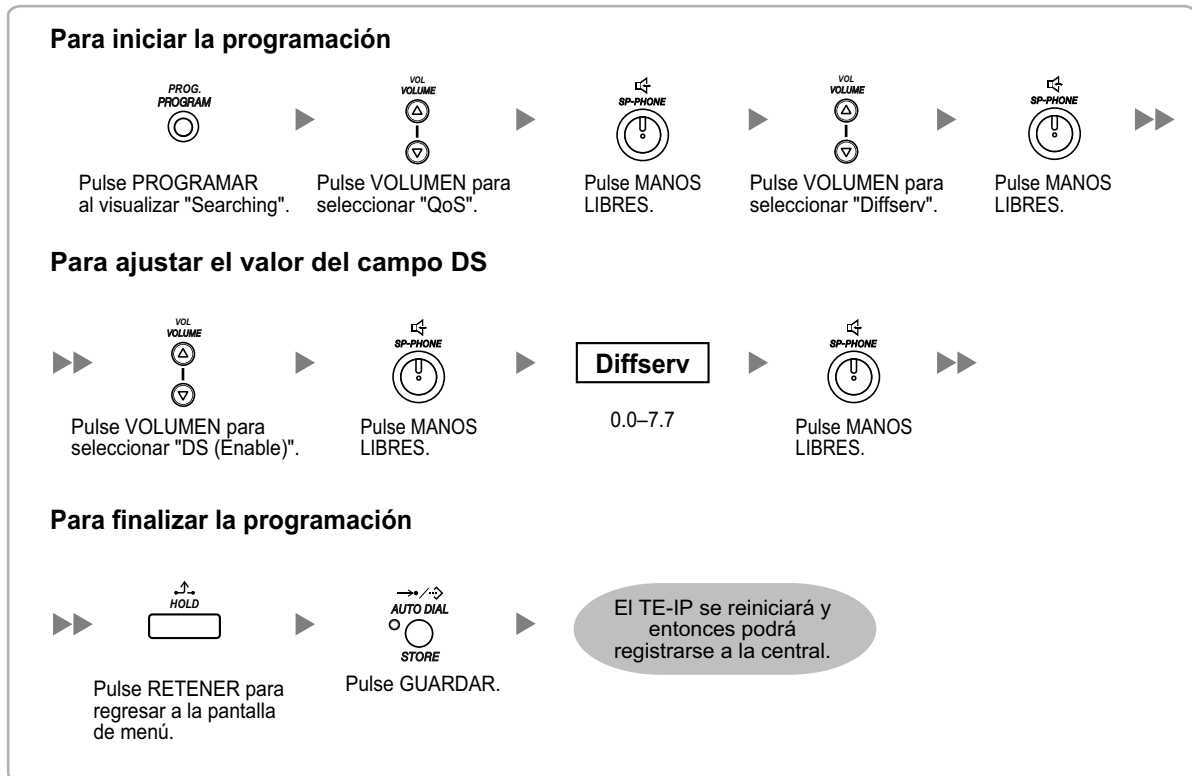 Para iniciar la programación
PROG.
PROGRAM
Pulse PROGRAMAR
al visualizar "Searching".
VOL
VOLUME
Pulse VOLUMEN para
seleccionar "QoS".
SP-PHONE
Pulse MANOS
LIBRES.
VOL
VOLUME
Pulse VOLUMEN para
seleccionar "Diffserv".
SP-PHONE
Pulse MANOS
LIBRES.
Para ajustar el valor del campo DS
VOL
VOLUME
Pulse VOLUMEN para
seleccionar "DS (Enable)".
SP-PHONE
Pulse MANOS
LIBRES.
Diffserv
0.0–7.7
SP-PHONE
Pulse MANOS
LIBRES.
Para finalizar la programación
HOLD
Pulse RETENER para
regresar a la pantalla
de menú.
AUTO DIAL
STORE
Pulse GUARDAR.
El TE-IP se reiniciará y
entonces podrá
registrarse a la central.